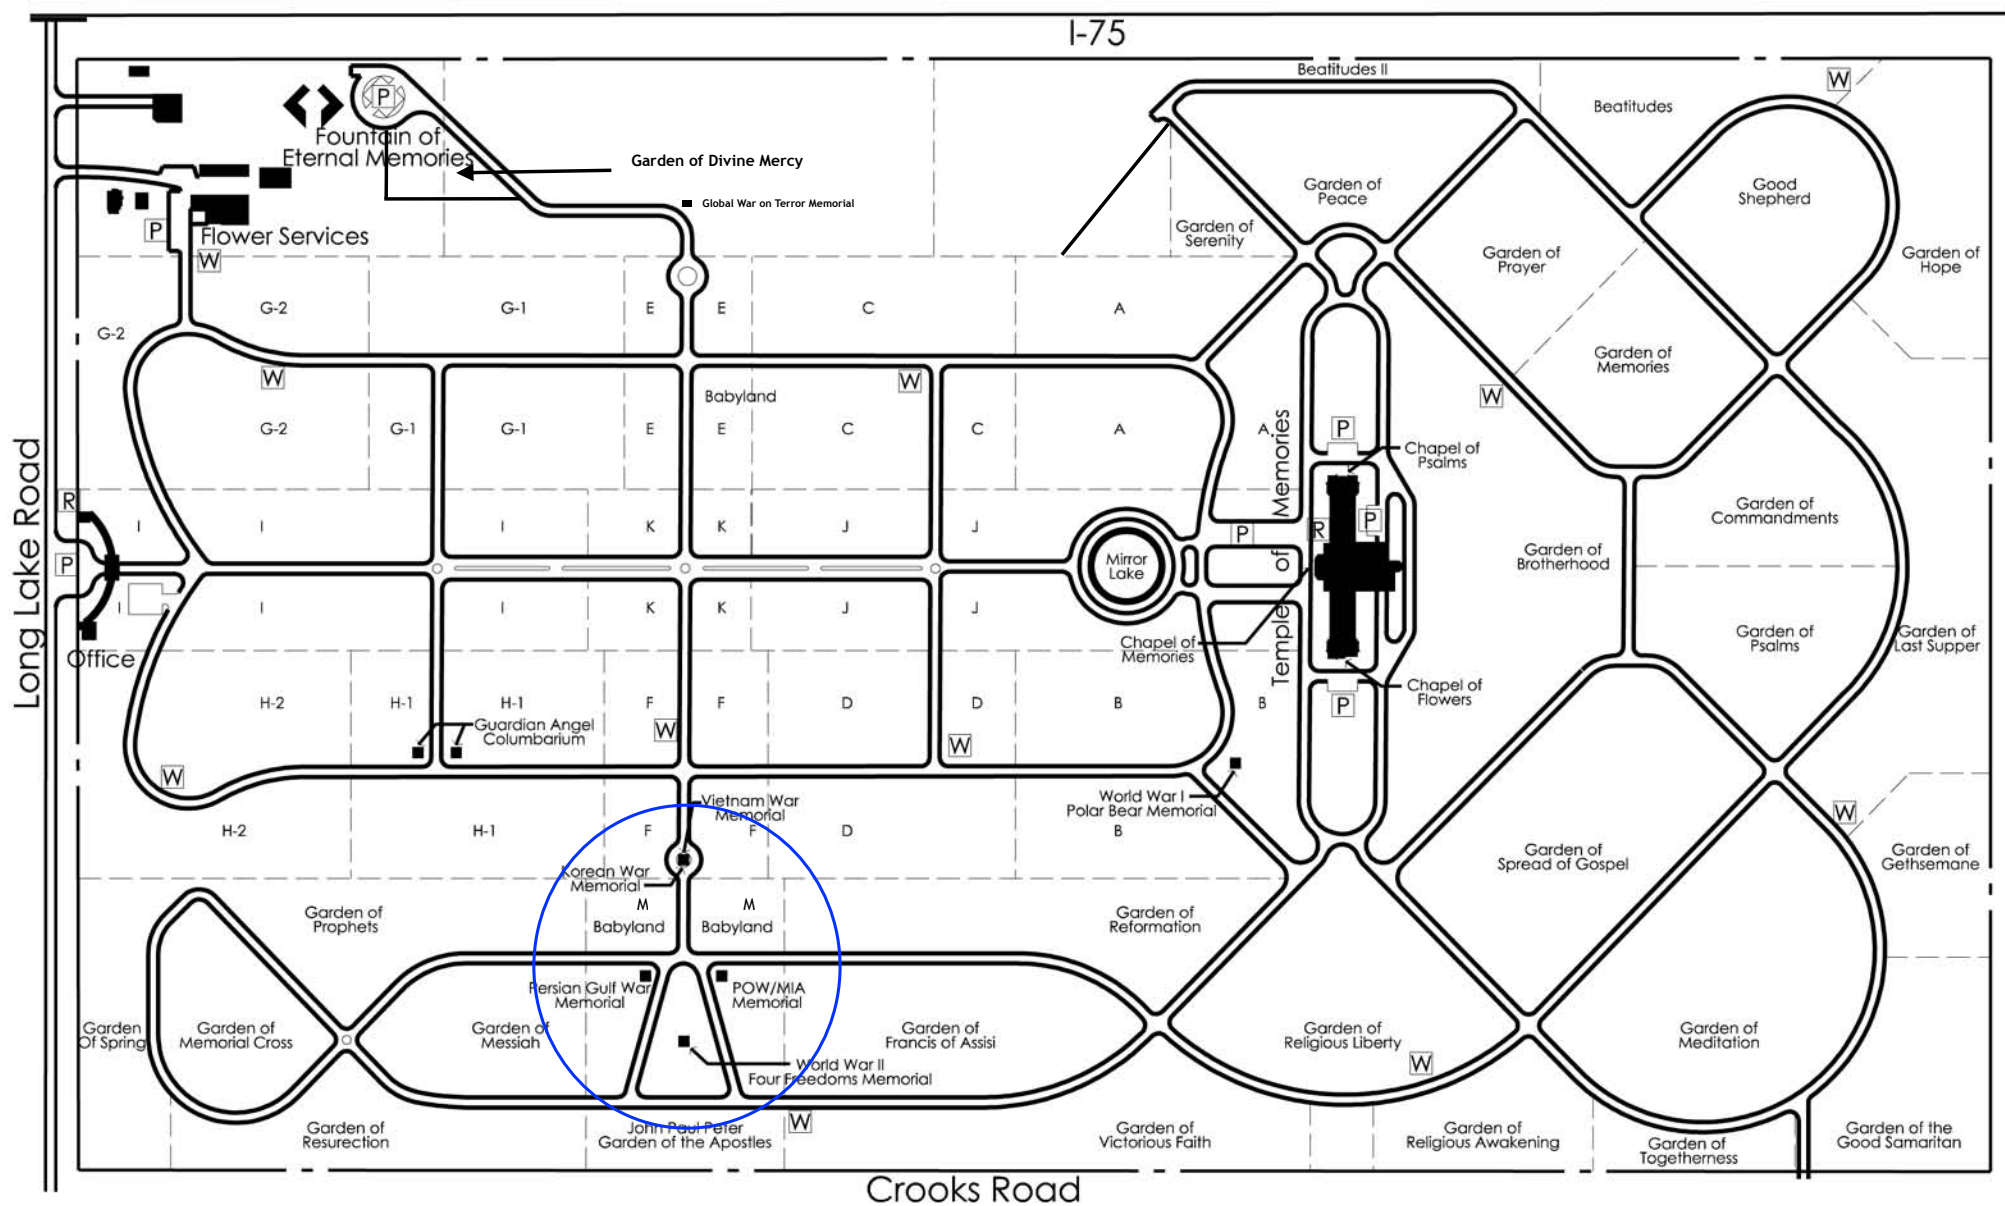 I-75
Beatitudes II
W
Beatitudes
P
Fountain of
Eternal Memories
Garden of Divine Mercy
Global War on Terror Memorial
Garden of
Peace
Good
Shepherd
Garden of
Serenity
P
Flower Services
W
Garden of
Prayer
Garden of
Hope
G-2
G-2
G-1
E
E
C
A
Garden of
Memories
W
W
W
Babyland
G-2
G-1
G-1
E
E
C
C
A
A
P
Chapel of
Psalms
Long Lake Road
R
P
I
I
I
K
K
J
J
P
R
P
Temple of Memories
Garden of
Commandments
Mirror
Lake
Garden of
Brotherhood
I
I
I
K
K
J
J
Office
Chapel of
Memories
Garden of
Psalms
Garden of
Last Supper
H-2
H-1
H-1
F
F
D
D
B
B
Chapel of
Flowers
P
Guardian Angel
Columbarium
W
W
W
World War I
Polar Bear Memorial
Vietnam War
Memorial
H-2
H-1
F
F
D
B
W
Garden of
Spread of Gospel
Garden of
Gethsemane
Korean War
Memorial
M
M
Babyland
Babyland
Garden of
Prophets
Garden of
Reformation
Persian Gulf War
Memorial
POW/MIA
Memorial
Garden
Of Spring
Garden of
Memorial Cross
Garden of
Messiah
Garden of
Francis of Assisi
Garden of
Religious Liberty
W
Garden of
Meditation
World War II
Four Freedoms Memorial
Garden of
Resurection
John Paul Peter
Garden of the Apostles
W
Garden of
Victorious Faith
Garden of
Religious Awakening
Garden of
Togetherness
Garden of the
Good Samaritan
Crooks Road